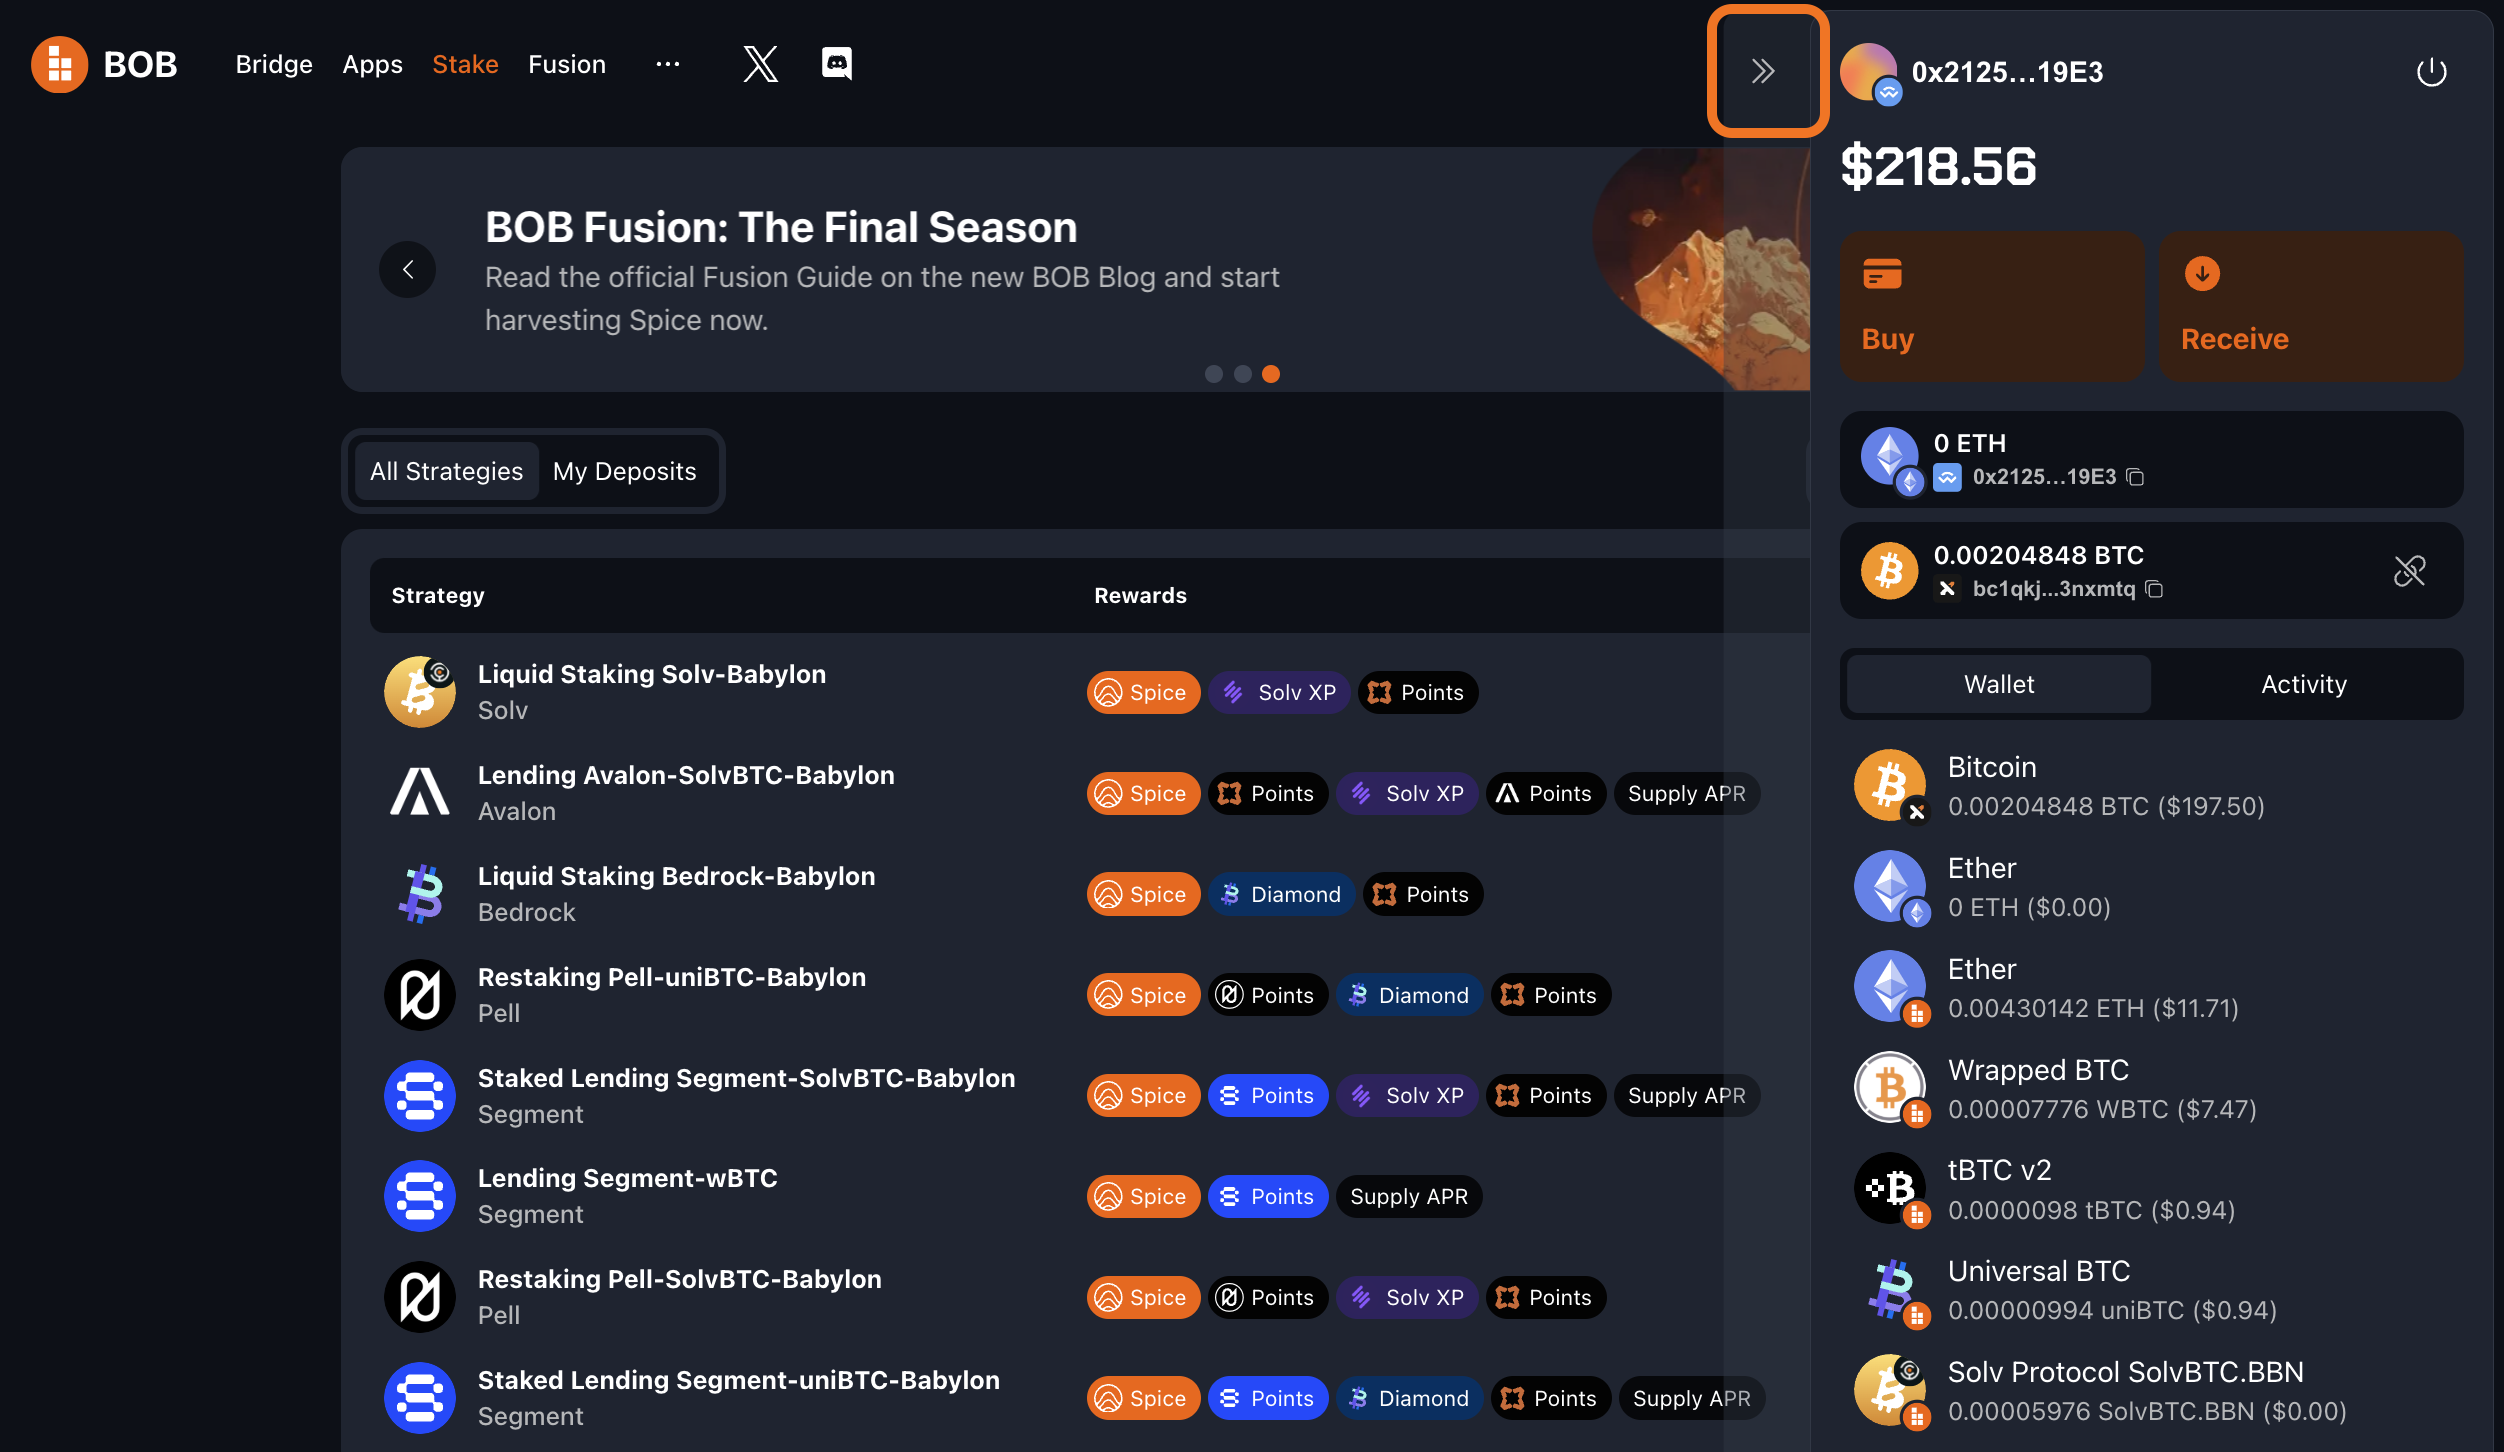 BOB
Bridge Apps Stake Fusion ...
0x2125...19E3
$218.56
BOB Fusion: The Final Season
Read the official Fusion Guide on the new BOB Blog and start
harvesting Spice now.
Buy
Receive
0 ETH
0x2125...19E3
0.00204848 BTC
bc1qkj...3nxmtq
All Strategies My Deposits
Wallet Activity
Strategy Rewards
Liquid Staking Solv-Babylon
Solv
Spice Solv XP Points
Lending Avalon-SolvBTC-Babylon
Avalon
Spice Points Solv XP Points Supply APR
Liquid Staking Bedrock-Babylon
Bedrock
Spice Diamond Points
Restaking Pell-uniBTC-Babylon
Pell
Spice Points Diamond Points
Staked Lending Segment-SolvBTC-Babylon
Segment
Spice Points Solv XP Points Supply APR
Lending Segment-wBTC
Segment
Spice Points Supply APR
Restaking Pell-SolvBTC-Babylon
Pell
Spice Points Solv XP Points
Staked Lending Segment-uniBTC-Babylon
Segment
Spice Points Diamond Points Supply APR
Bitcoin
0.00204848 BTC ($197.50)
Ether
0 ETH ($0.00)
Ether
0.00430142 ETH ($11.71)
Wrapped BTC
0.00007776 WBTC ($7.47)
tBTC v2
0.0000098 tBTC ($0.94)
Universal BTC
0.00000994 uniBTC ($0.94)
Solv Protocol SolvBTC.BBN
0.00005976 SolvBTC.BBN ($0.00)